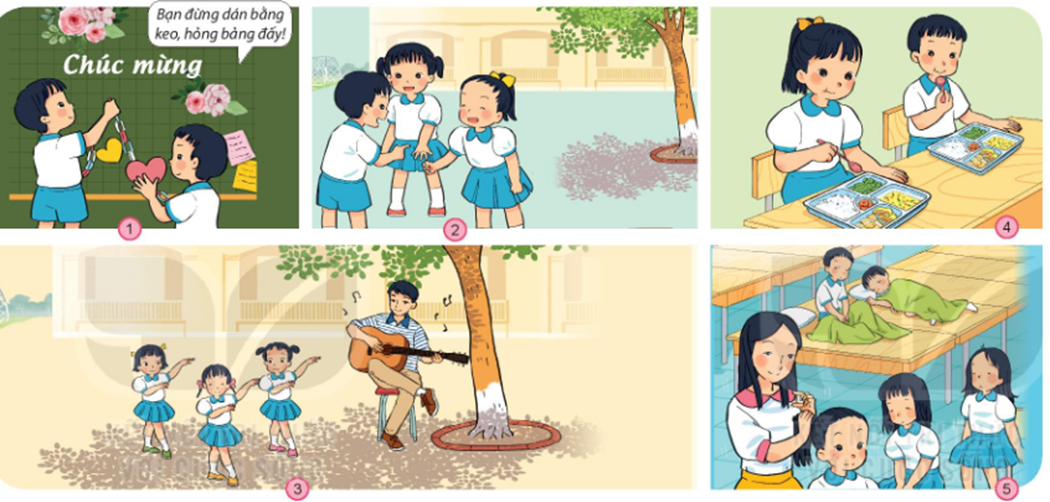 Bạn đừng dán bằng
keo, hỏng bảng đấy!
Chúc mừng
1
2
4
3
5